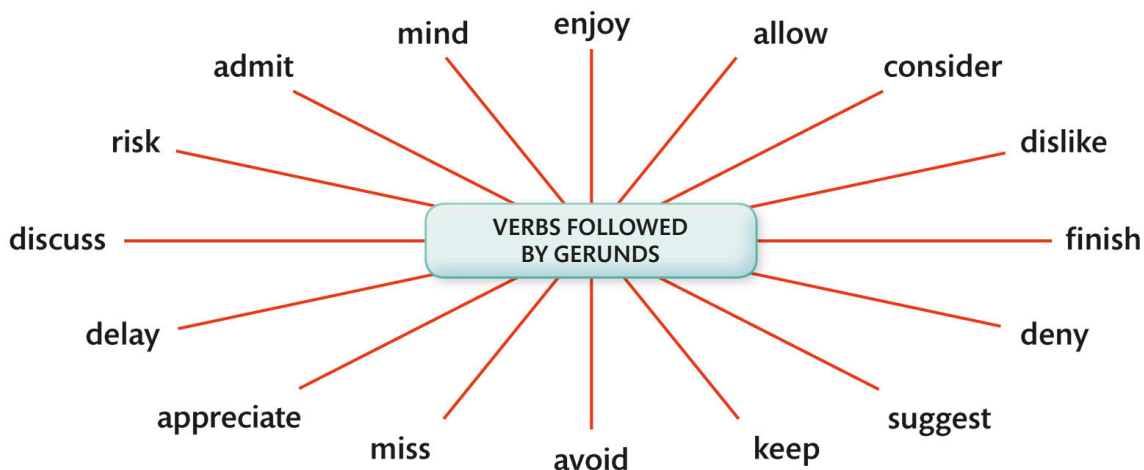 enjoy
mind
allow
admit
consider
risk
dislike
VERBS FOLLOWED
BY GERUNDS
discuss
finish
delay
deny
appreciate
suggest
miss
keep
avoid